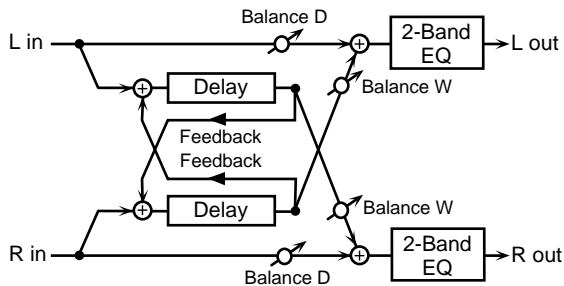 Balance D
L in
+
2-Band
EQ
L out
+
Delay
Balance W
Feedback
Feedback
+
Delay
Balance W
R in
+
2-Band
EQ
R out
Balance D